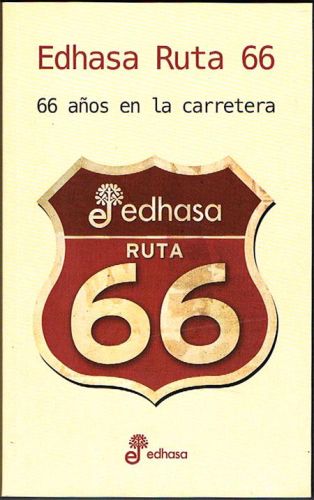 Edhasa Ruta 66
66 años en la carretera
edhasa
RUTA
66
edhasa